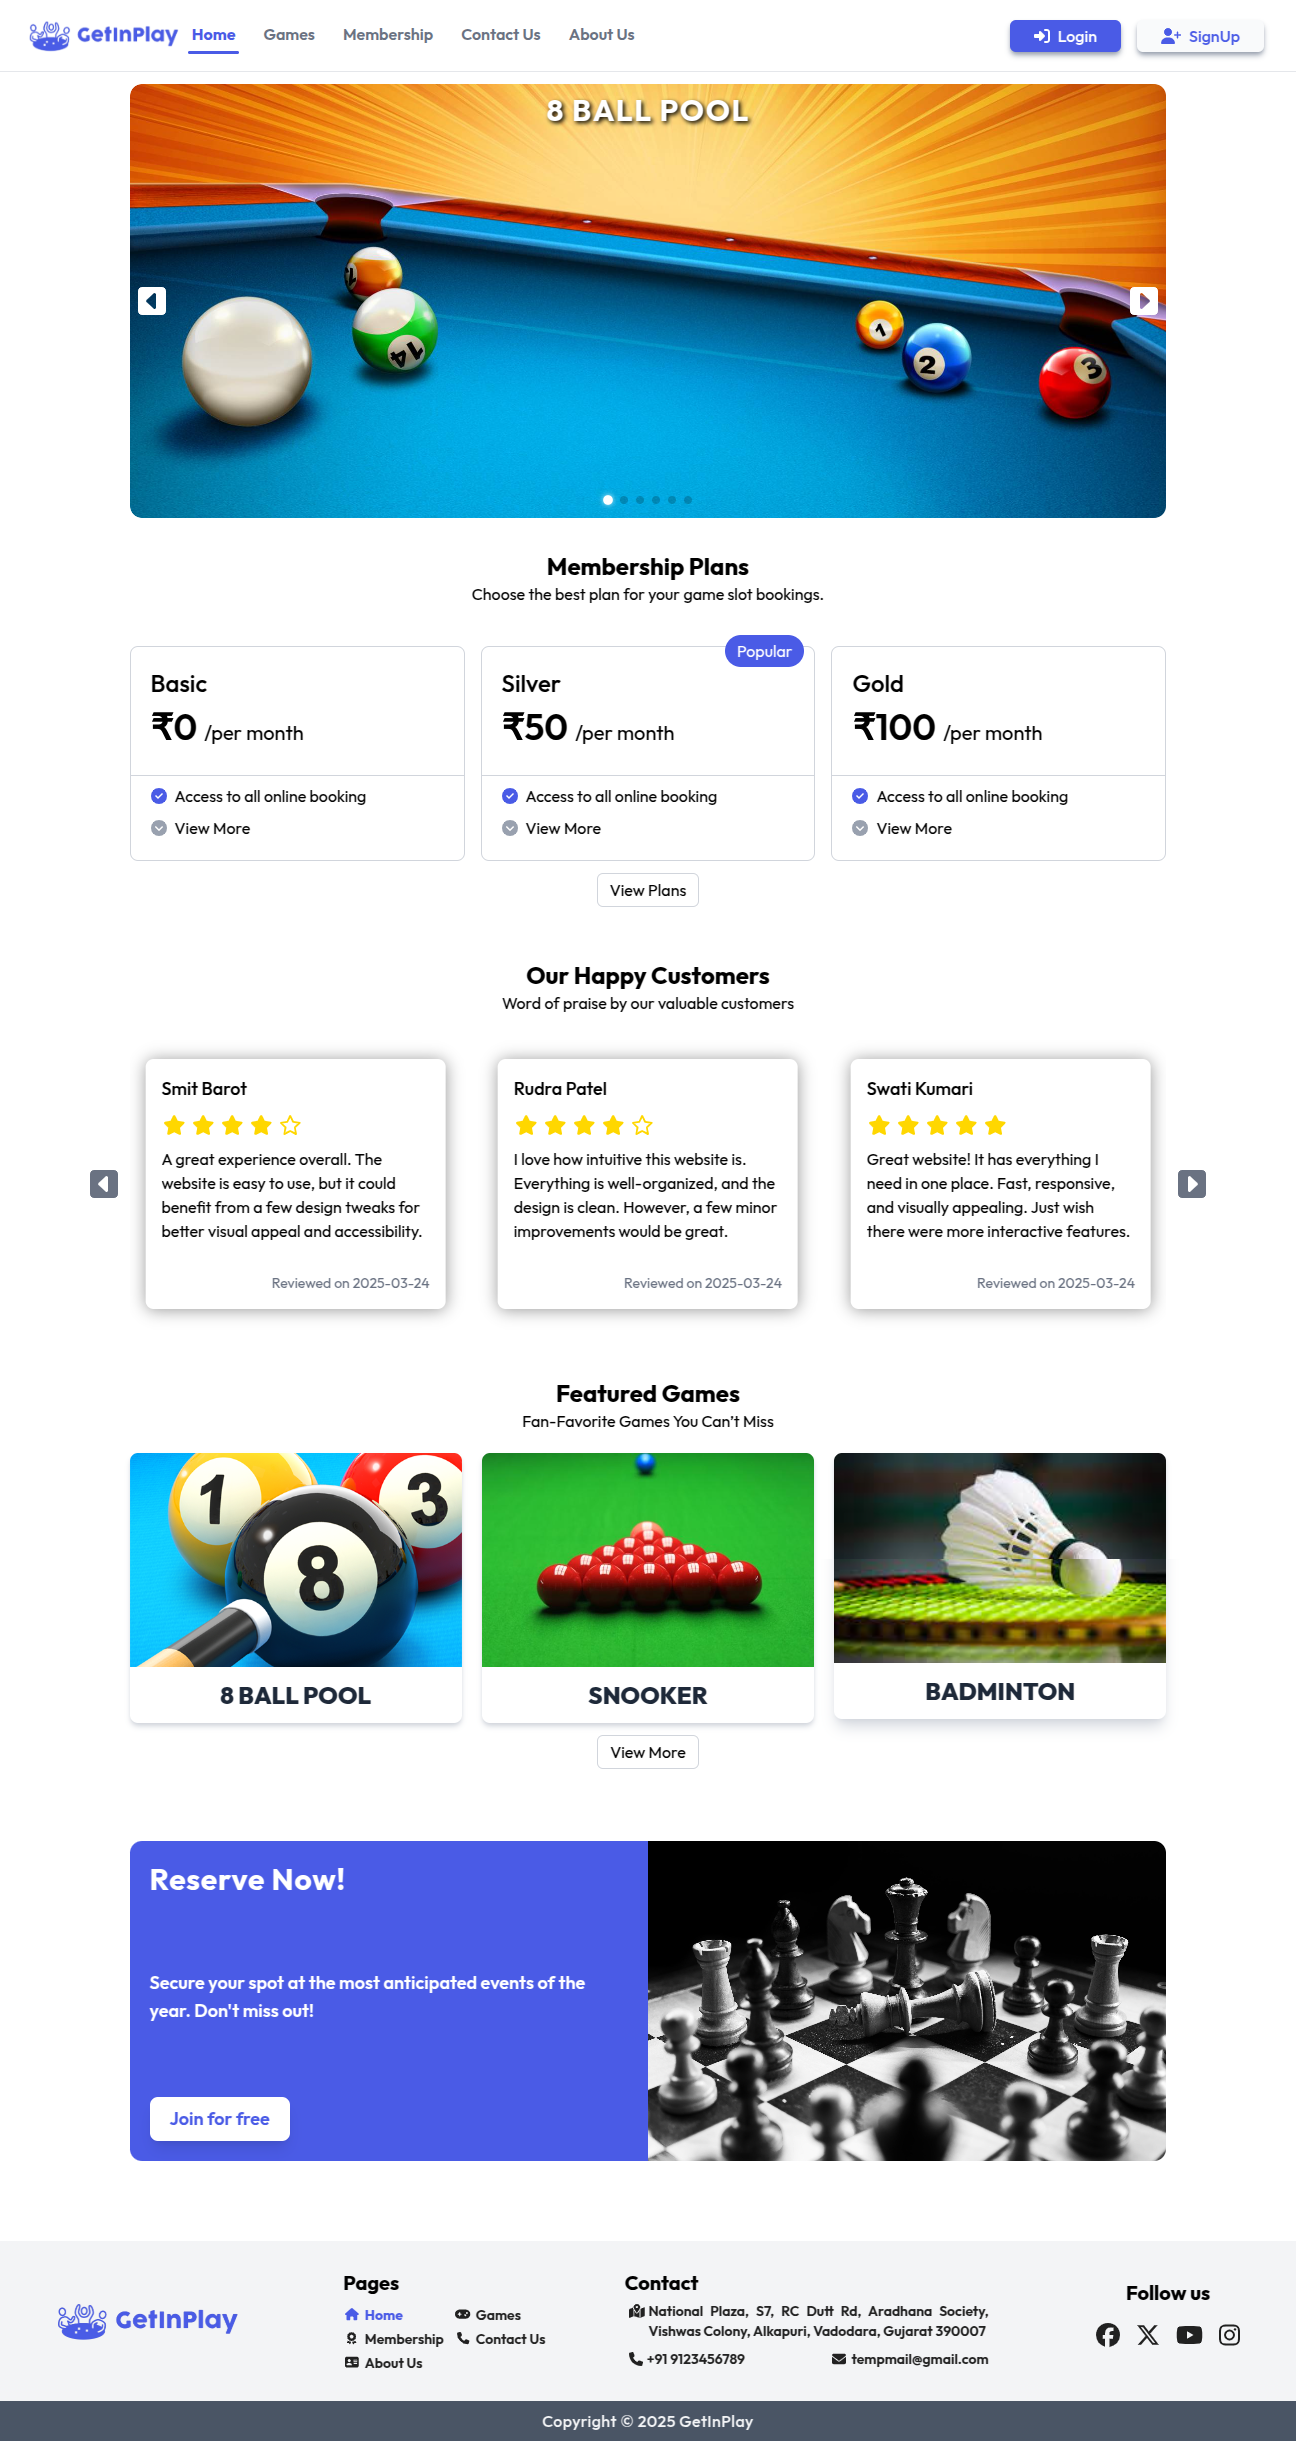 GetInPlay
Home
Games
Membership
Contact Us
About Us
Login
SignUp
8 BALL POOL
14
1
2
3
Membership Plans
Choose the best plan for your game slot bookings.
Basic
₹0 /per month
Access to all online booking
View More
Popular
Silver
₹50 /per month
Access to all online booking
View More
Gold
₹100 /per month
Access to all online booking
View More
View Plans
Our Happy Customers
Word of praise by our valuable customers
Smit Barot
A great experience overall. The
website is easy to use, but it could
benefit from a few design tweaks for
better visual appeal and accessibility.
Reviewed on 2025-03-24
Rudra Patel
I love how intuitive this website is.
Everything is well-organized, and the
design is clean. However, a few minor
improvements would be great.
Reviewed on 2025-03-24
Swati Kumari
Great website! It has everything I
need in one place. Fast, responsive,
and visually appealing. Just wish
there were more interactive features.
Reviewed on 2025-03-24
Featured Games
Fan-Favorite Games You Can’t Miss
1
3
8
8 BALL POOL
SNOOKER
BADMINTON
View More
Reserve Now!
Secure your spot at the most anticipated events of the
year. Don't miss out!
Join for free
GetInPlay
Pages
Home
Games
Membership
Contact Us
About Us
Contact
National Plaza, S7, RC Dutt Rd, Aradhana Society,
Vishwas Colony, Alkapuri, Vadodara, Gujarat 390007
+91 9123456789
tempmail@gmail.com
Follow us
Copyright © 2025 GetInPlay